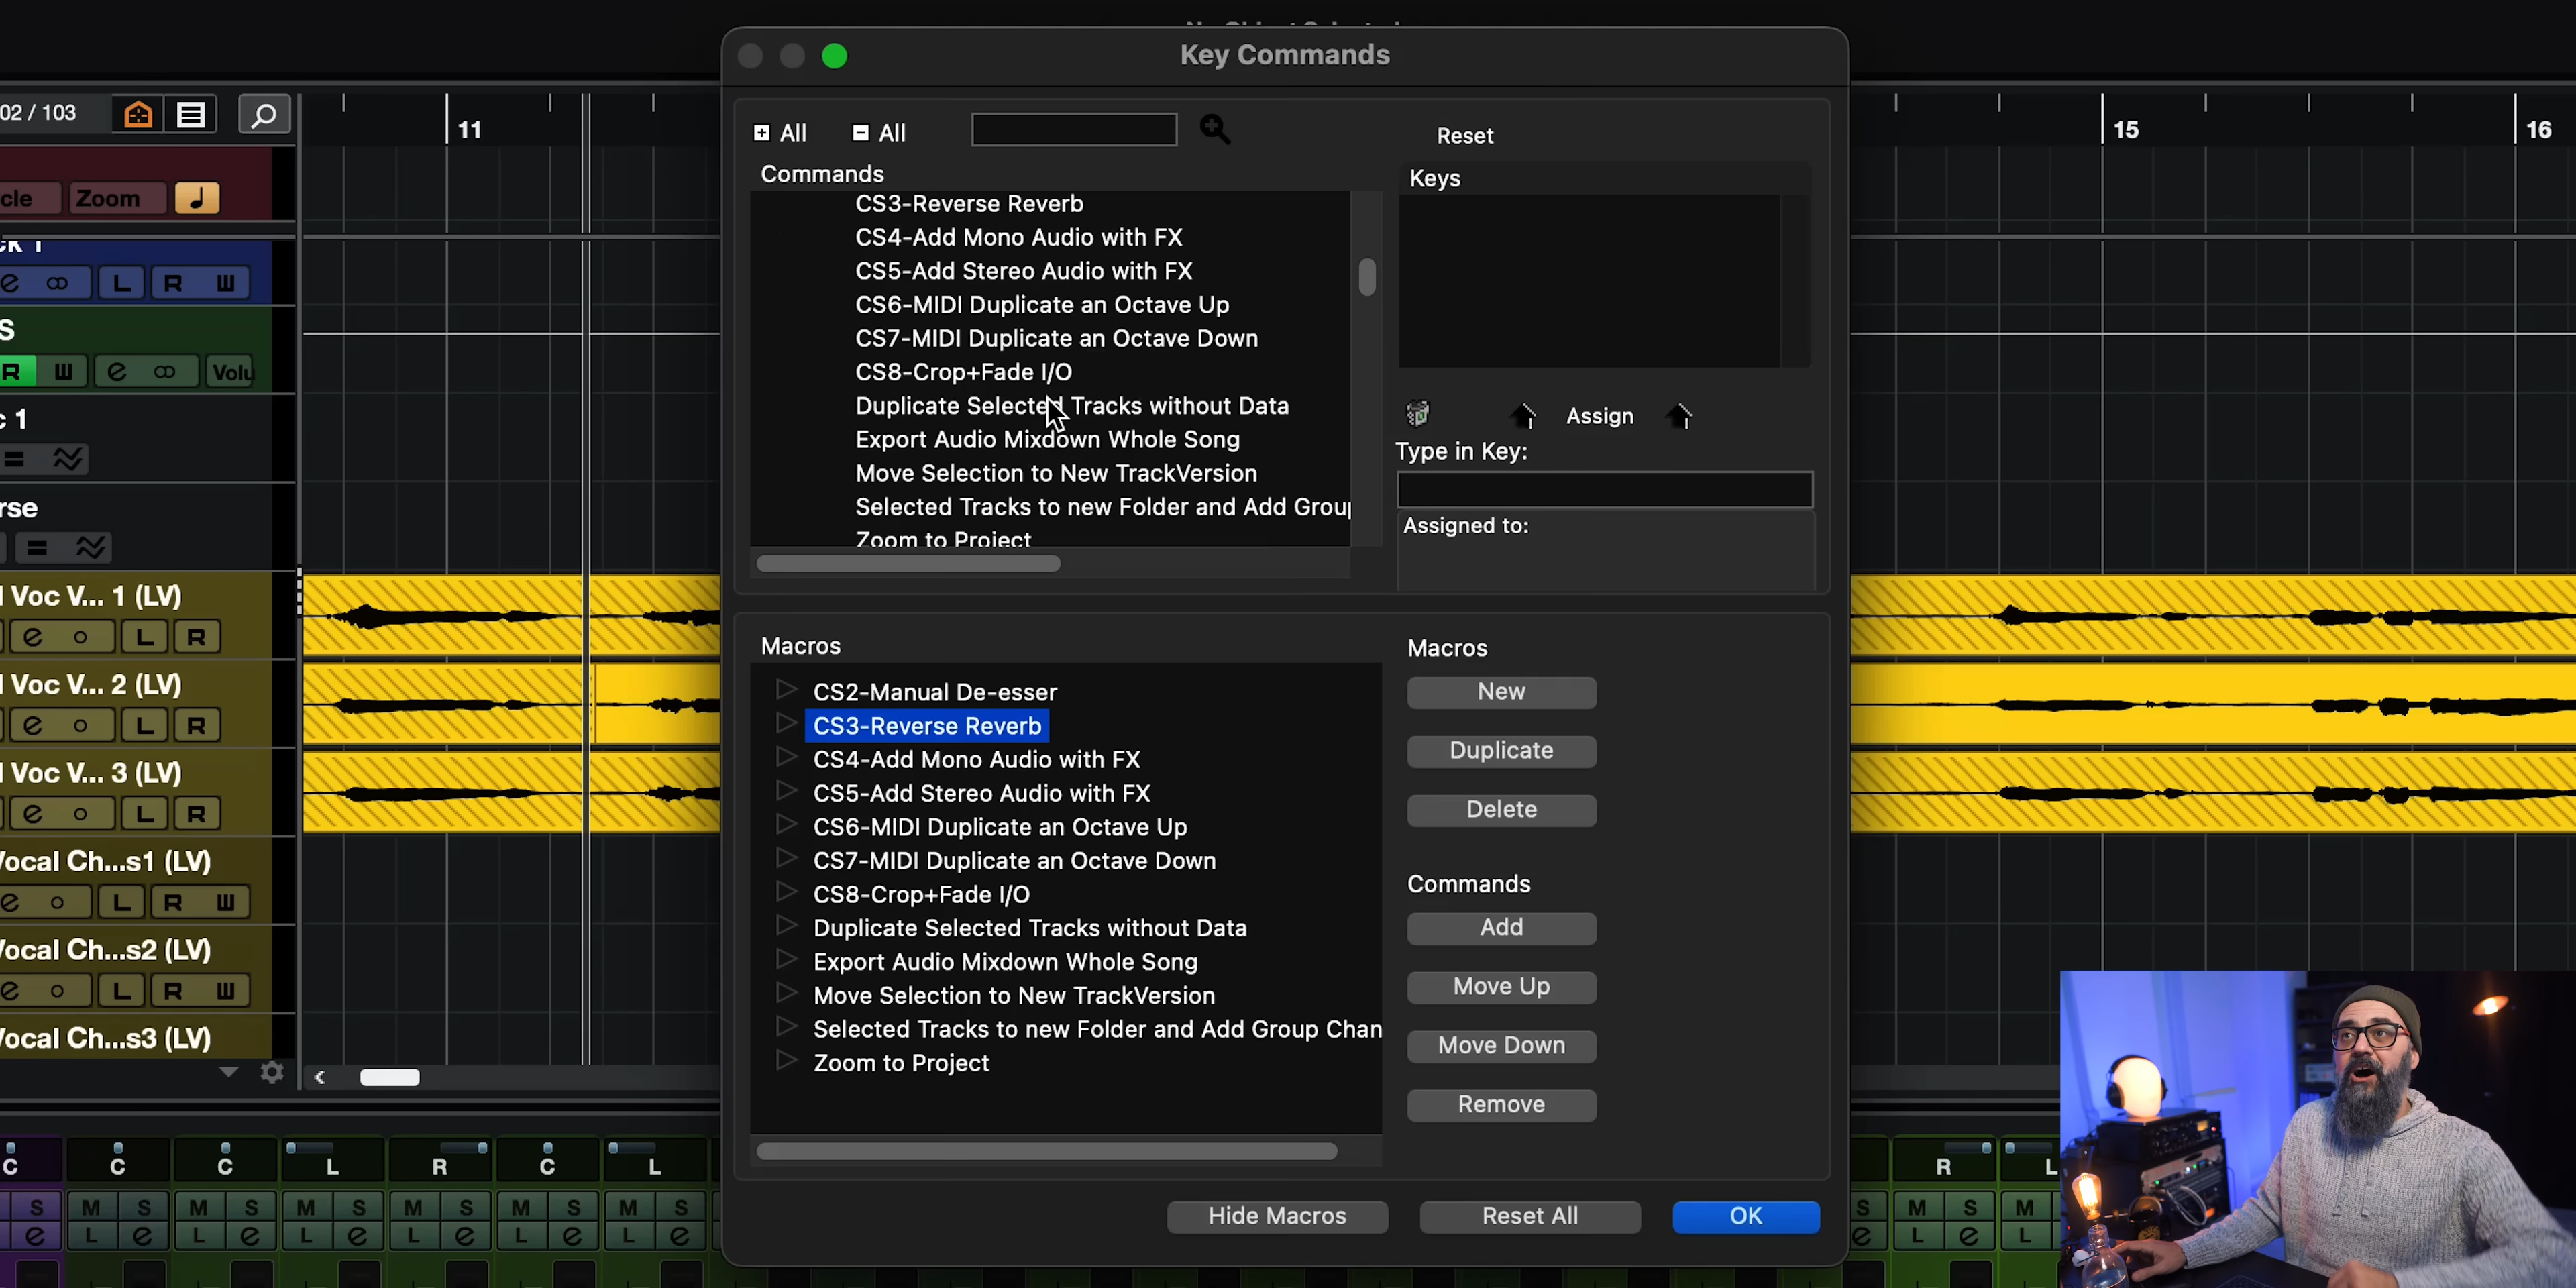 Key Commands
02 / 103
11
15
16
All
All
Reset
Commands
Keys
CS3-Reverse Reverb
CS4-Add Mono Audio with FX
CS5-Add Stereo Audio with FX
CS6-MIDI Duplicate an Octave Up
CS7-MIDI Duplicate an Octave Down
CS8-Crop+Fade I/O
Duplicate Selected Tracks without Data
Export Audio Mixdown Whole Song
Move Selection to New TrackVersion
Selected Tracks to new Folder and Add Group
Zoom to Project
Assign
Type in Key:
Assigned to:
Macros
CS2-Manual De-esser
CS3-Reverse Reverb
CS4-Add Mono Audio with FX
CS5-Add Stereo Audio with FX
CS6-MIDI Duplicate an Octave Up
CS7-MIDI Duplicate an Octave Down
CS8-Crop+Fade I/O
Duplicate Selected Tracks without Data
Export Audio Mixdown Whole Song
Move Selection to New TrackVersion
Selected Tracks to new Folder and Add Group Chan
Zoom to Project
Macros
New
Duplicate
Delete
Commands
Add
Move Up
Move Down
Remove
Hide Macros
Reset All
OK
cle
Zoom
L R
S
R
Volu
c 1
rse
Voc V... 1 (LV)
L R
Voc V... 2 (LV)
L R
Voc V... 3 (LV)
L R
Vocal Ch...s1 (LV)
L R
Vocal Ch...s2 (LV)
L R
Vocal Ch...s3 (LV)
C C C L R C L R L
S M S M S M S M S M S M S S M S M
e L e L e L e L e L e L e e L e L